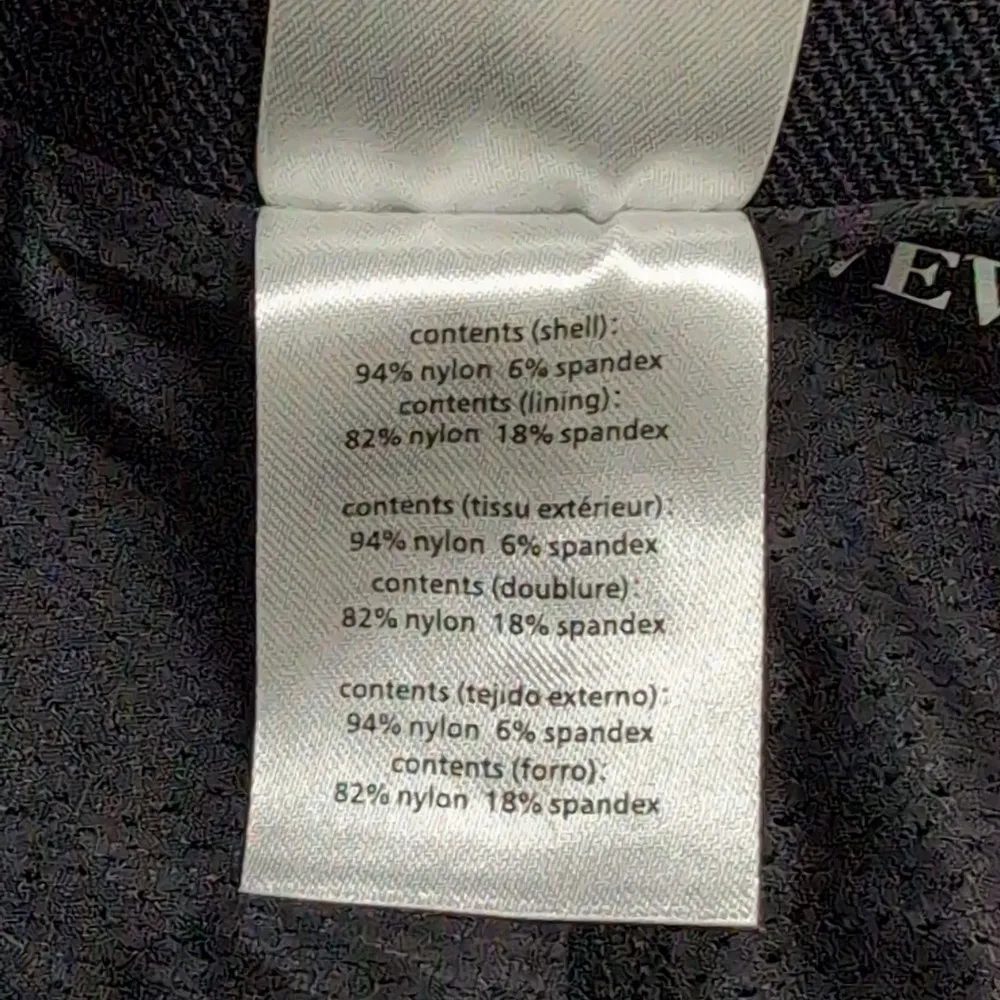 contents (shell):
94% nylon 6% spandex
contents (lining):
82% nylon 18% spandex
contents (tissu extérieur):
94% nylon 6% spandex
contents (doublure):
82% nylon 18% spandex
contents (tejido externo):
94% nylon 6% spandex
contents (forro):
82% nylon 18% spandex